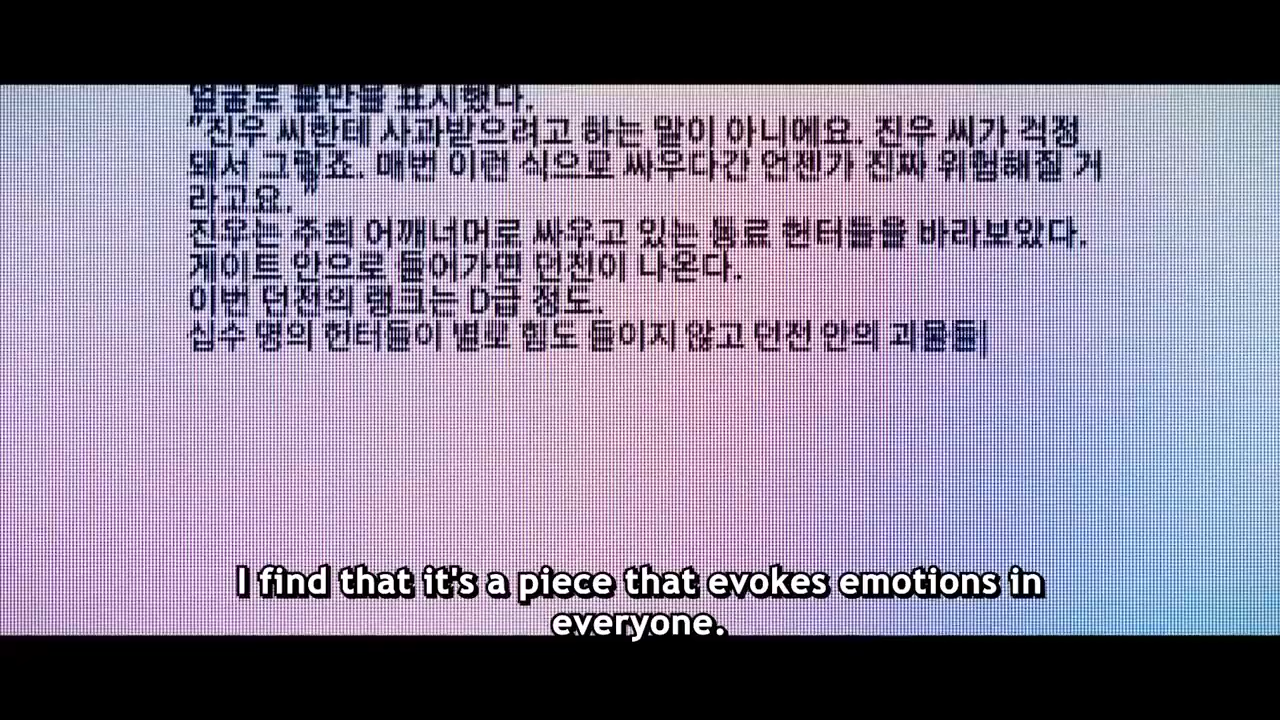 얼굴로 불만을 표시했다.
"진우 씨한테 사과받으려고 하는 말이 아니에요. 진우 씨가 걱정
돼서 그렇죠. 매번 이런 식으로 싸우다간 언젠가 진짜 위험해질 거
라고요."
진우는 주희 어깨너머로 싸우고 있는 동료 헌터들을 바라보았다.
게이트 안으로 들어가면 던전이 나온다.
이번 던전의 랭크는 D급 정도.
십수 명의 헌터들이 별로 힘도 들이지 않고 던전 안의 괴물들
I find that it's a piece that evokes emotions in
everyone.